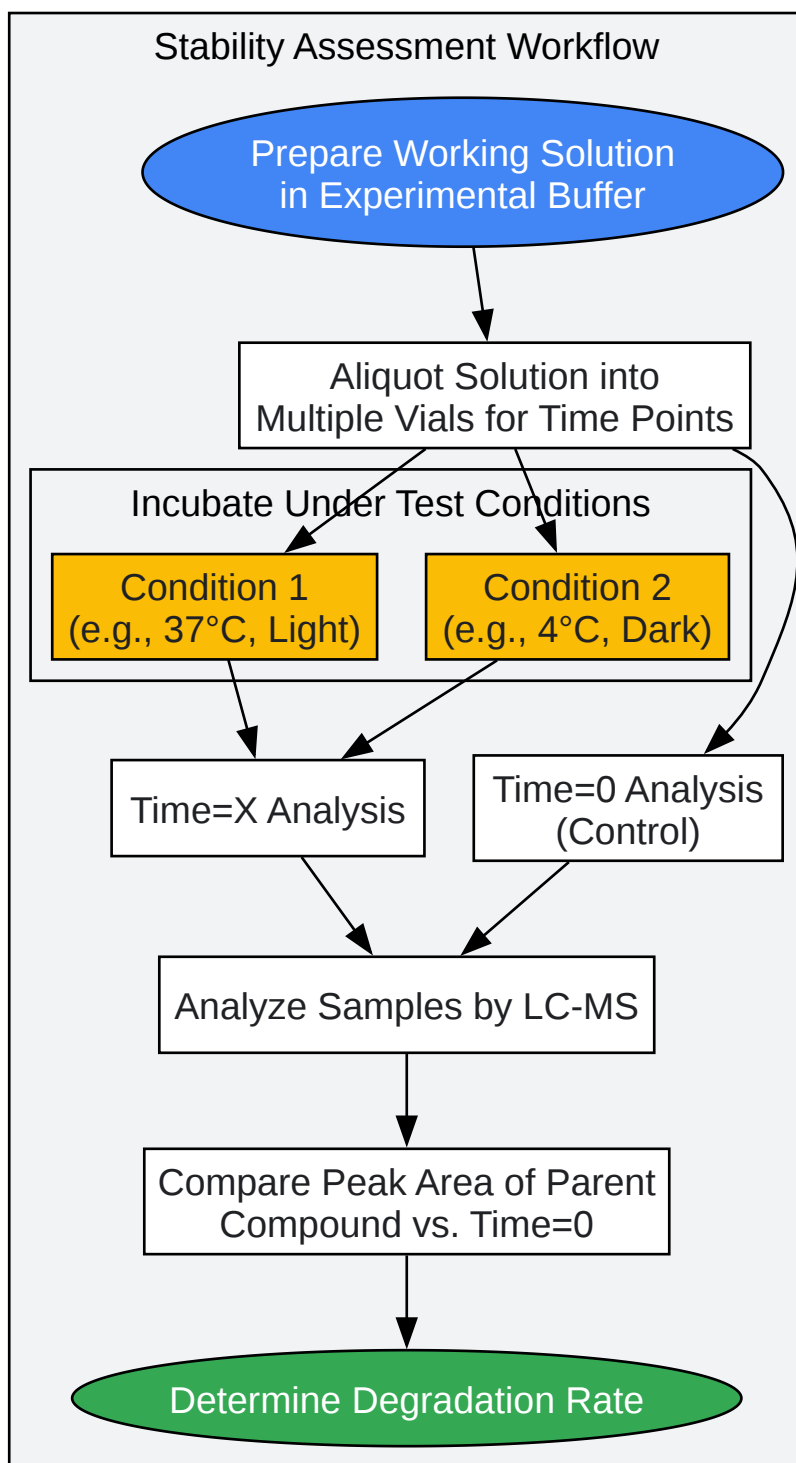 Stability Assessment Workflow
Prepare Working Solution
in Experimental Buffer
Aliquot Solution into
Multiple Vials for Time Points
Incubate Under Test Conditions
Condition 1
(e.g., 37°C, Light)
Condition 2
(e.g., 4°C, Dark)
Time=X Analysis
Time=0 Analysis
(Control)
Analyze Samples by LC-MS
Compare Peak Area of Parent
Compound vs. Time=0
Determine Degradation Rate